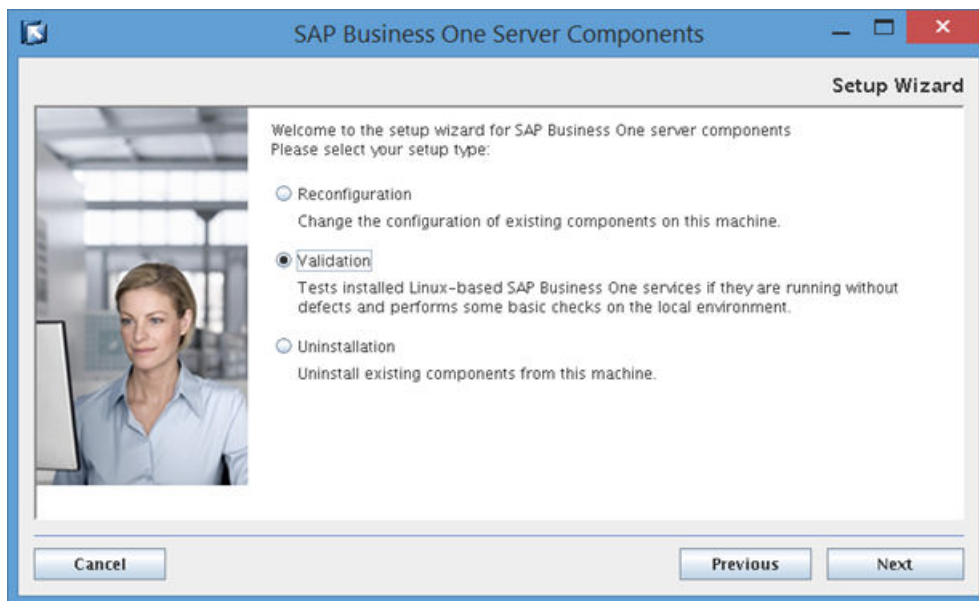 SAP Business One Server Components
Setup Wizard
Welcome to the setup wizard for SAP Business One server components
Please select your setup type:
Reconfiguration
Change the configuration of existing components on this machine.
Validation
Tests installed Linux-based SAP Business One services if they are running without
defects and performs some basic checks on the local environment.
Uninstallation
Uninstall existing components from this machine.
Cancel
Previous
Next